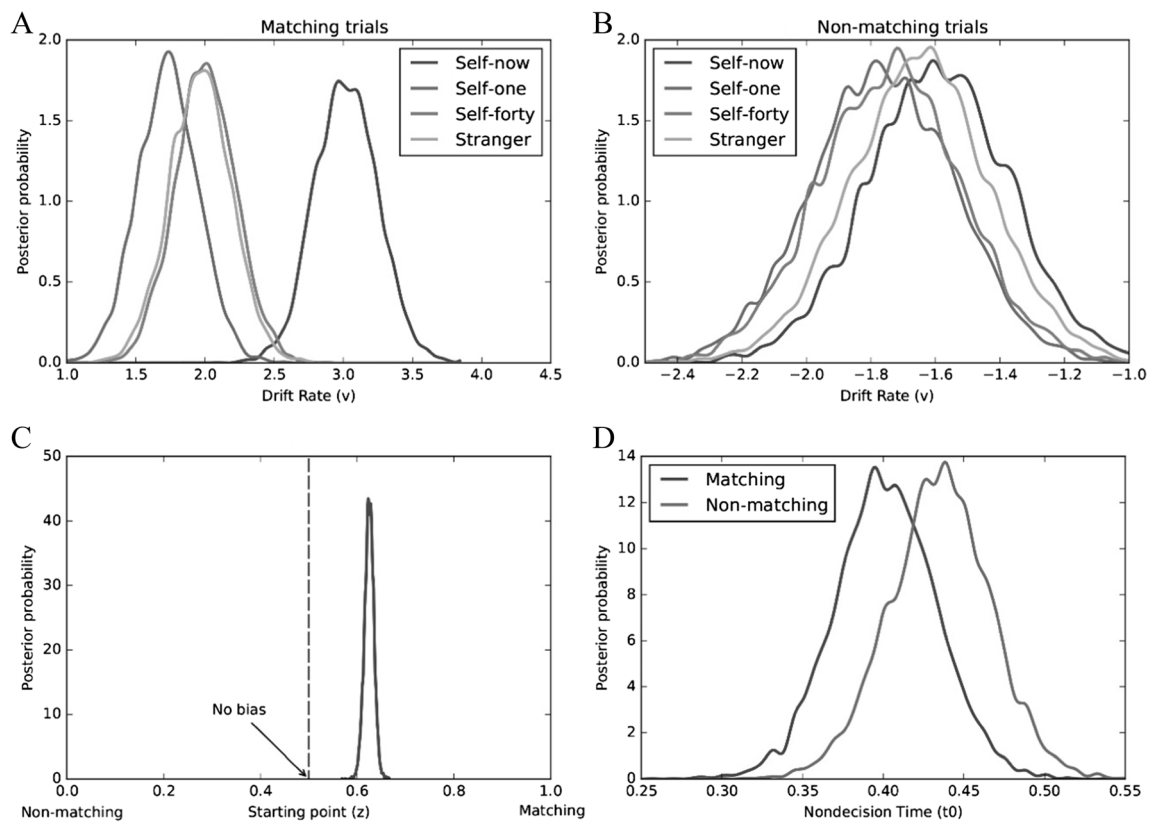 A
Matching trials
2.0
1.5
1.0
0.5
0.0
Posterior probability
Self-now
Self-one
Self-forty
Stranger
1.0 1.5 2.0 2.5 3.0 3.5 4.0 4.5
Drift Rate (v)
B
Non-matching trials
2.0
1.5
1.0
0.5
0.0
Posterior probability
Self-now
Self-one
Self-forty
Stranger
−2.4 −2.2 −2.0 −1.8 −1.6 −1.4 −1.2 −1.0
Drift Rate (v)
C
50
40
30
20
10
0
Posterior probability
No bias
0.0 0.2 0.4 0.6 0.8 1.0
Non-matching Starting point (z) Matching
D
14
12
10
8
6
4
2
0
Posterior probability
Matching
Non-matching
0.25 0.30 0.35 0.40 0.45 0.50 0.55
Nondecision Time (t0)